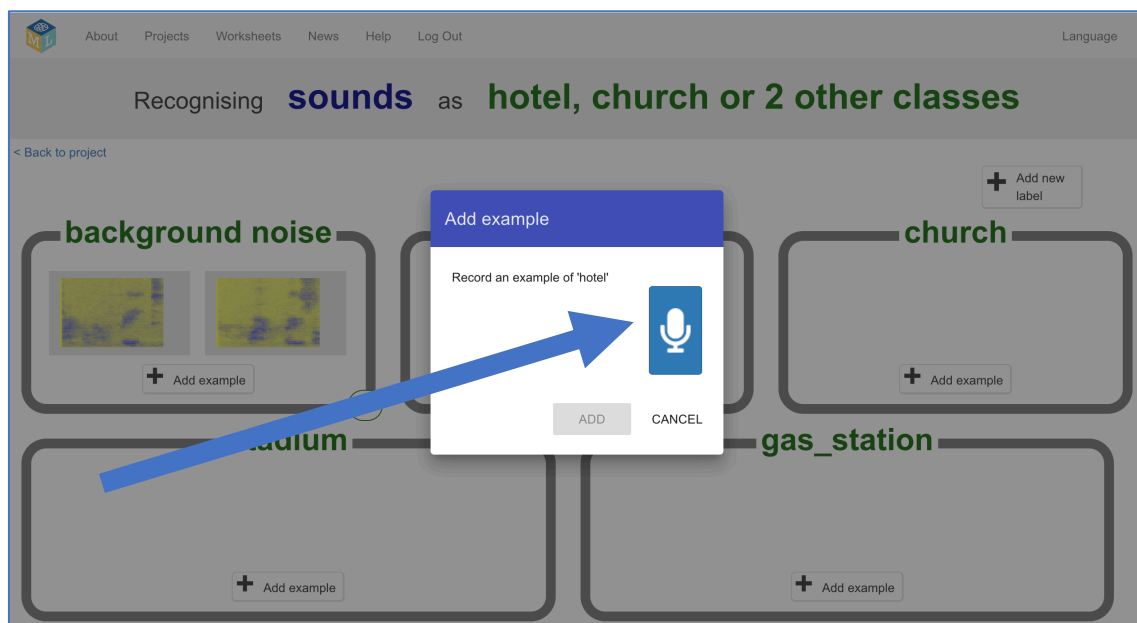 M L
About Projects Worksheets News Help Log Out Language
Recognising sounds as hotel, church or 2 other classes
< Back to project
Add new
label
background noise
church
Add example
Record an example of 'hotel'
Add example
ADD CANCEL
Add example
gas_station
Add example
Add example